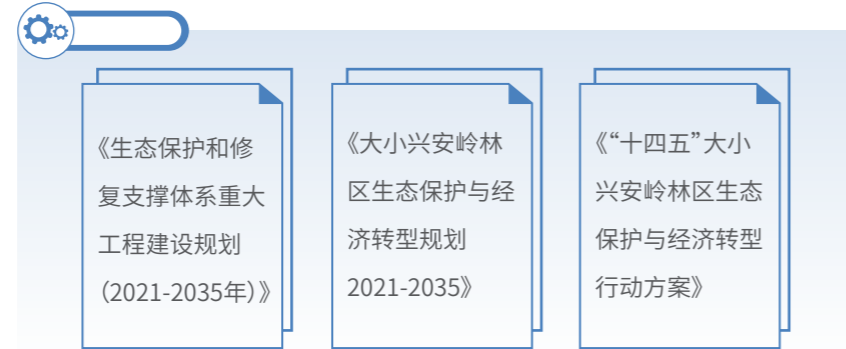 《生态保护和修
复支撑体系重大
工程建设规划
（2021-2035年）》
《大小兴安岭林
区生态保护与经
济转型规划
2021-2035》
《“十四五”大小
兴安岭林区生态
保护与经济转型
行动方案》